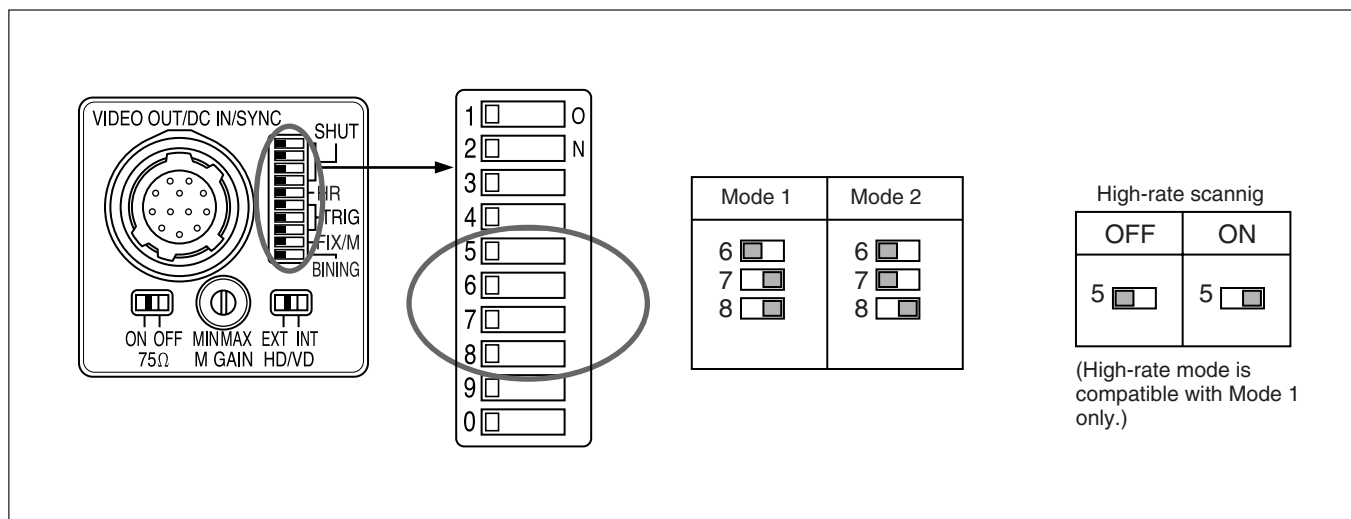 VIDEO OUT/DC IN/SYNC
SHUT
HR
TRIG
FIX/M
BINING
ON OFF
75Ω
MINMAX
M GAIN
EXT INT
HD/VD
1 O
2 N
3
4
5
6
7
8
9
0
Mode 1 Mode 2
6 6
7 7
8 8
High-rate scannig
OFF ON
5 5
(High-rate mode is
compatible with Mode 1
only.)